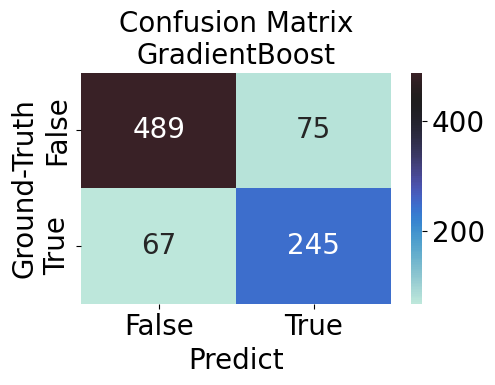 Confusion Matrix
GradientBoost
Ground-Truth
False
True
489
75
67
245
False
True
Predict
400
200